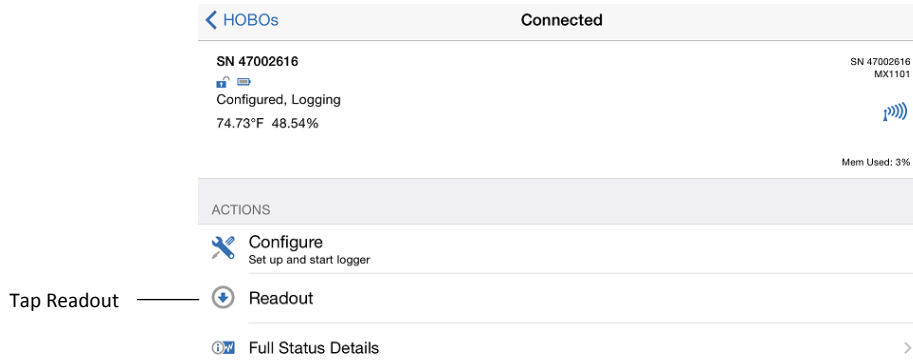 HOBOs
Connected
SN 47002616
SN 47002616
MX1101
Configured, Logging
74.73°F 48.54%
Mem Used: 3%
ACTIONS
Configure
Set up and start logger
Tap Readout
Readout
Full Status Details